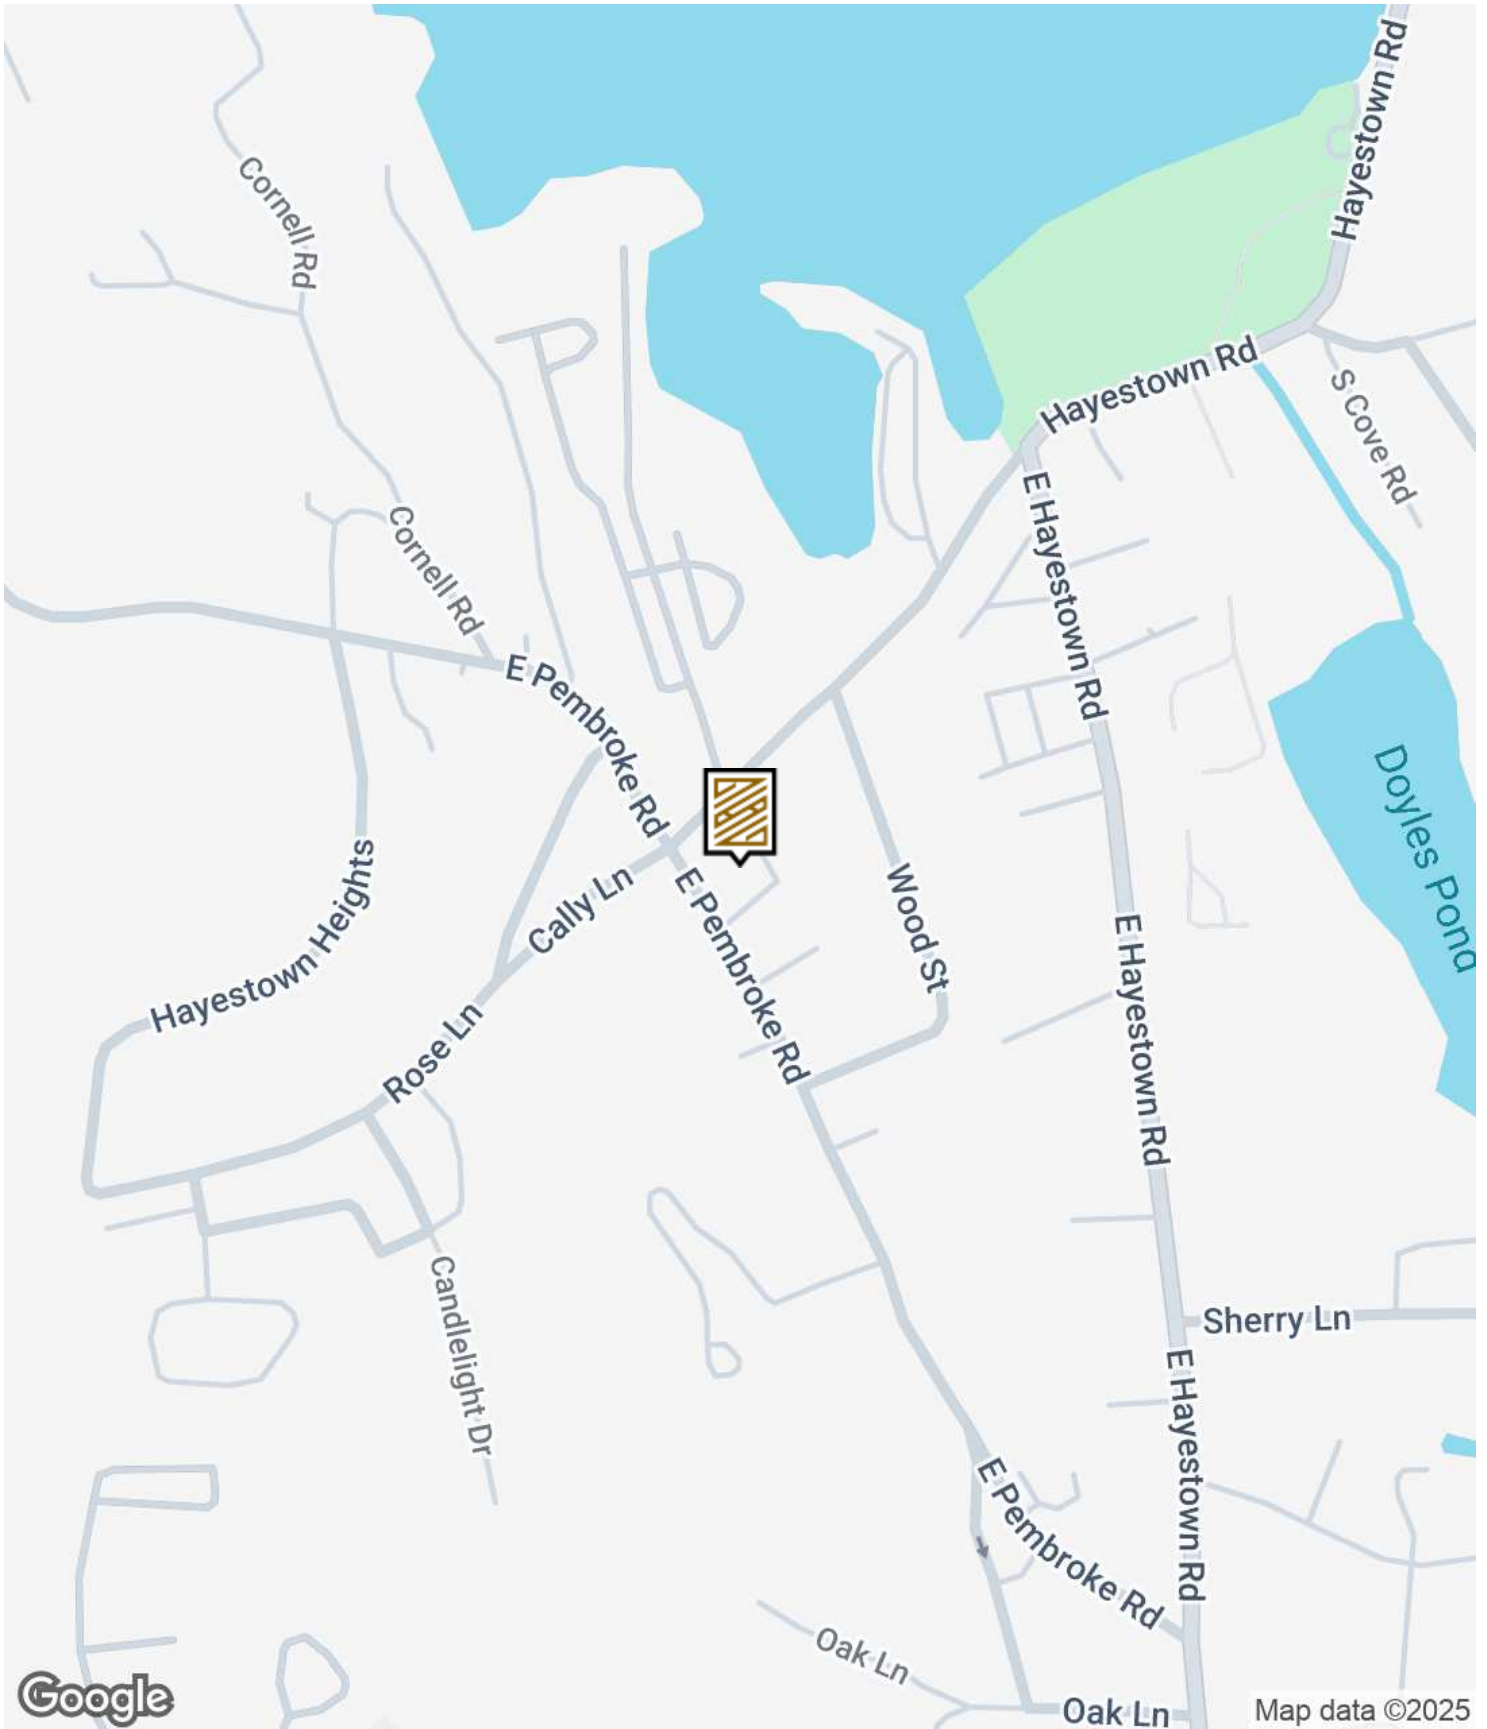 Hayestown Rd
Cornell Rd
Hayestown Rd
S Cove Rd
E Hayestown Rd
Cornell Rd
E Pembroke Rd
Doyles Pond
Hayestown Heights
Cally Ln
E Pembroke Rd
Wood St
E Hayestown Rd
Rose Ln
Candlelight Dr
Sherry Ln
E Hayestown Rd
E Pembroke Rd
Oak Ln
Oak Ln
Google
Map data ©2025